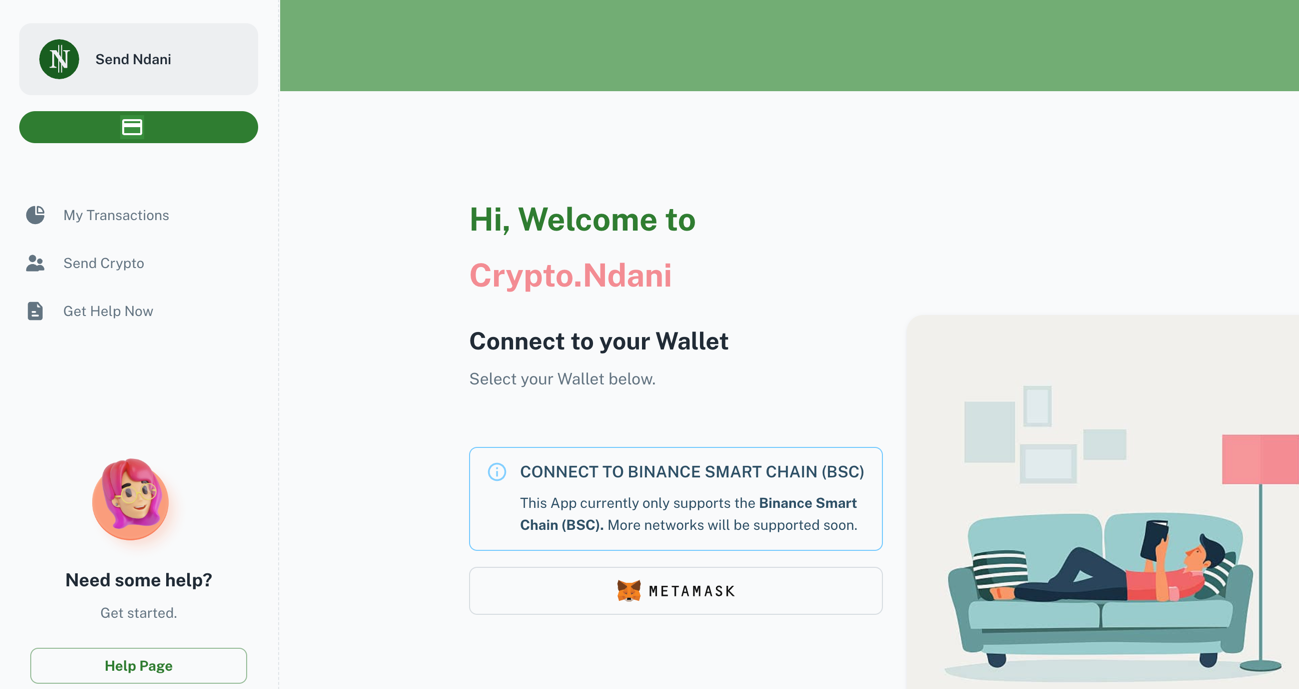 Send Ndani
My Transactions
Send Crypto
Get Help Now
Need some help?
Get started.
Help Page
Hi, Welcome to
Crypto.Ndani
Connect to your Wallet
Select your Wallet below.
CONNECT TO BINANCE SMART CHAIN (BSC)
This App currently only supports the Binance Smart
Chain (BSC). More networks will be supported soon.
METAMASK